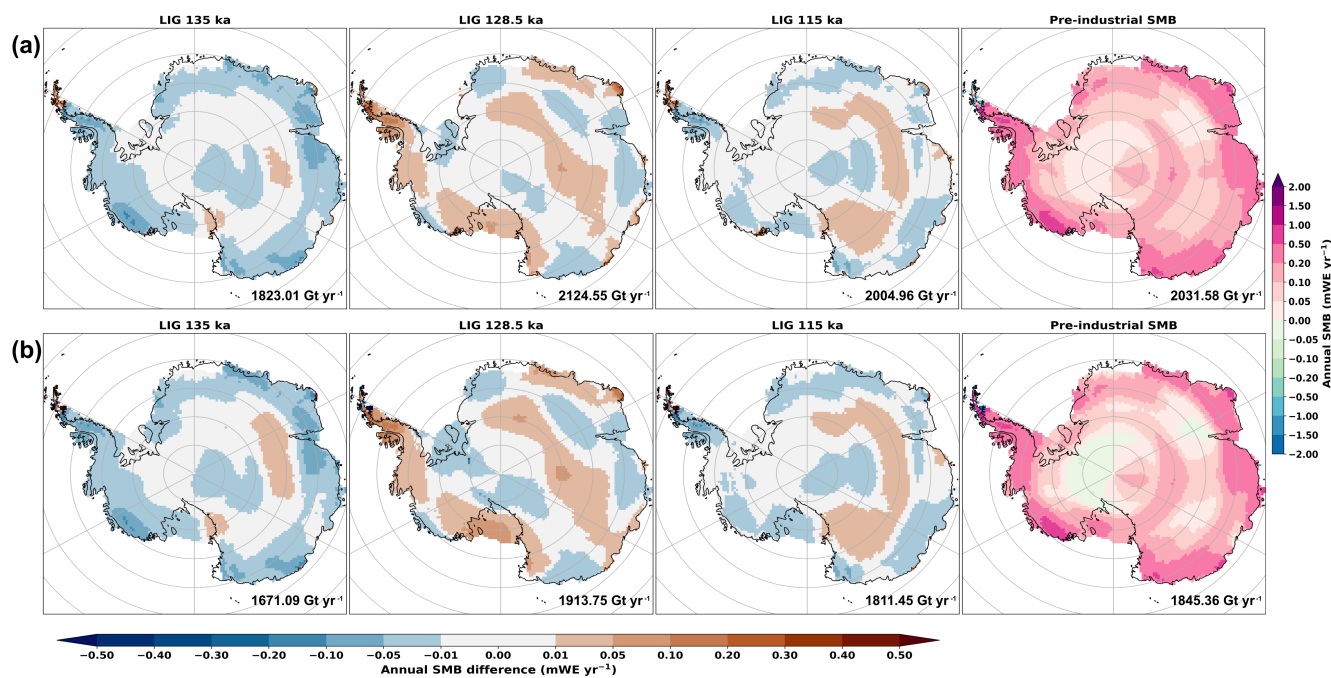 LIG 135 ka
LIG 128.5 ka
LIG 115 ka
Pre-industrial SMB
(a)
1823.01 Gt yr⁻¹
2124.55 Gt yr⁻¹
2004.96 Gt yr⁻¹
2031.58 Gt yr⁻¹
LIG 135 ka
LIG 128.5 ka
LIG 115 ka
Pre-industrial SMB
(b)
1671.09 Gt yr⁻¹
1913.75 Gt yr⁻¹
1811.45 Gt yr⁻¹
1845.36 Gt yr⁻¹
2.00
1.50
1.00
0.50
0.20
0.10
0.05
0.00
−0.05
−0.10
−0.20
−0.50
−1.00
−1.50
−2.00
Annual SMB (mWE yr⁻¹)
−0.50 −0.40 −0.30 −0.20 −0.10 −0.05 −0.01 0.00 0.01 0.05 0.10 0.20 0.30 0.40 0.50
Annual SMB difference (mWE yr⁻¹)